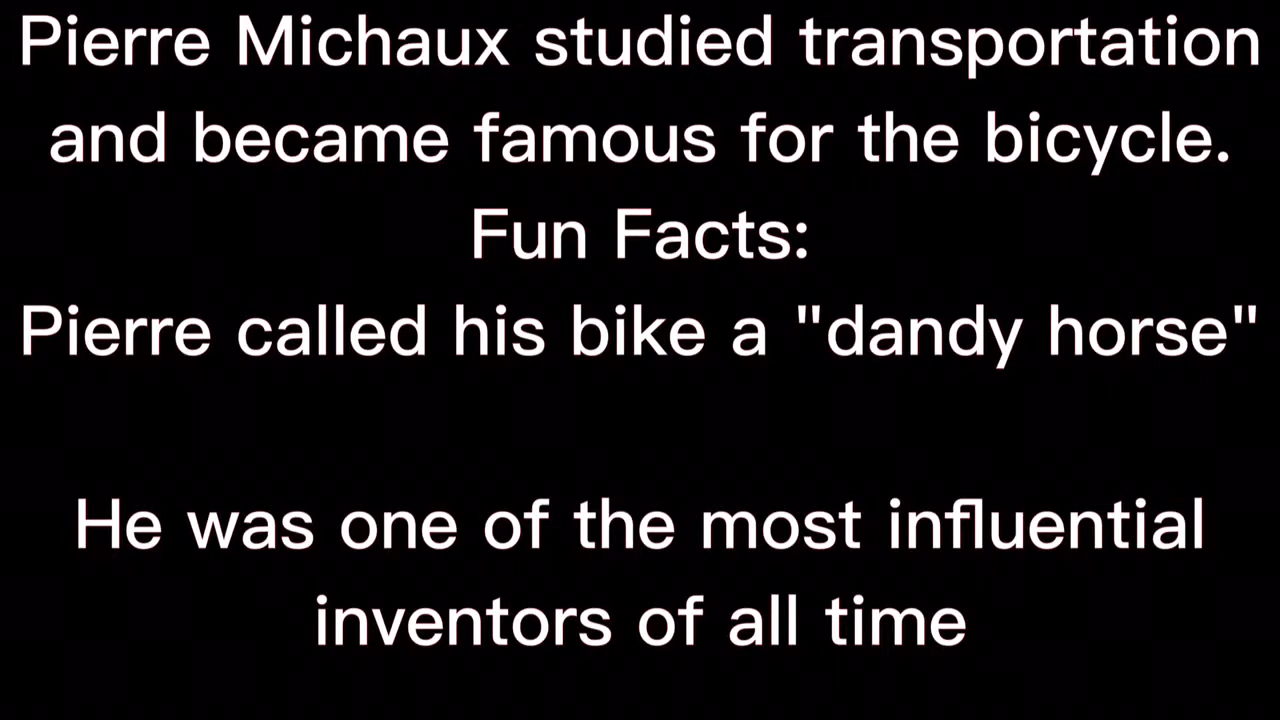 Pierre Michaux studied transportation
and became famous for the bicycle.
Fun Facts:
Pierre called his bike a "dandy horse"
He was one of the most influential
inventors of all time